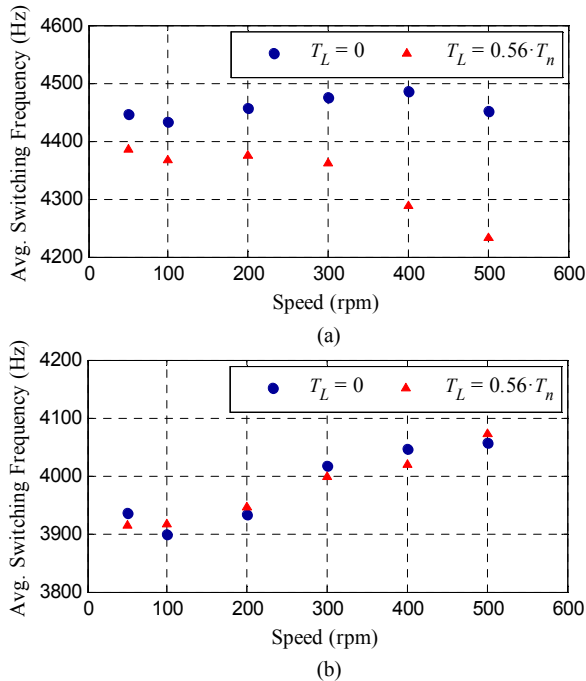 4600
T_L = 0 T_L = 0.56·T_n
4500
4400
4300
4200
0 100 200 300 400 500 600
Avg. Switching Frequency (Hz)
Speed (rpm)
(a)
4200
T_L = 0 T_L = 0.56·T_n
4100
4000
3900
3800
0 100 200 300 400 500 600
Avg. Switching Frequency (Hz)
Speed (rpm)
(b)